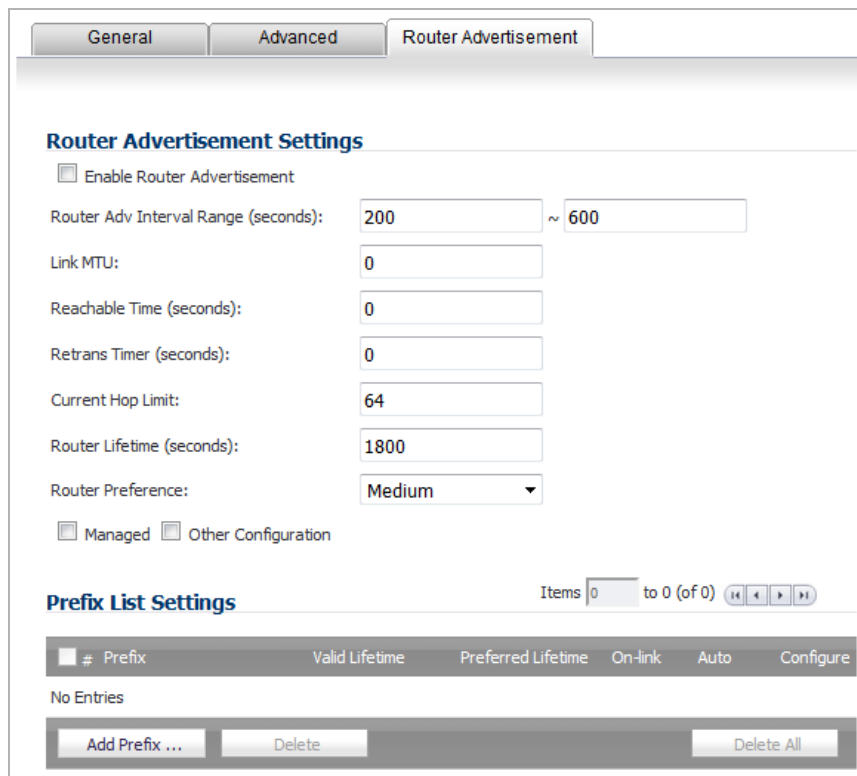 General Advanced Router Advertisement
Router Advertisement Settings
Enable Router Advertisement
Router Adv Interval Range (seconds): 200 ~ 600
Link MTU: 0
Reachable Time (seconds): 0
Retrans Timer (seconds): 0
Current Hop Limit: 64
Router Lifetime (seconds): 1800
Router Preference: Medium
Managed Other Configuration
Prefix List Settings Items 0 to 0 (of 0)
# Prefix Valid Lifetime Preferred Lifetime On-link Auto Configure
No Entries
Add Prefix ... Delete Delete All